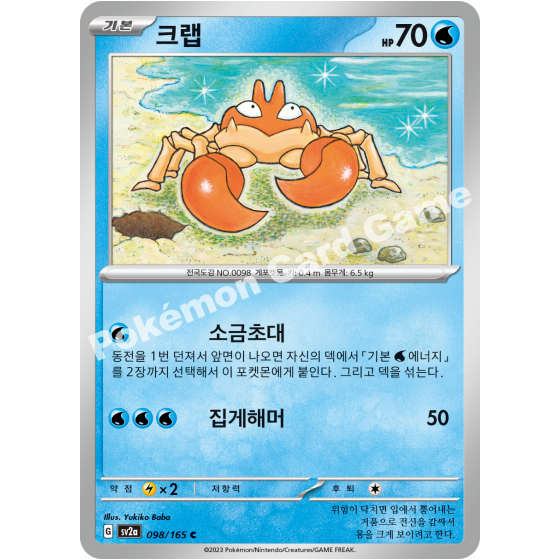 기본 크랩 HP 70
전국도감 NO.0098 게포켓몬 키: 0.4 m 몸무게: 6.5 kg
소금초대
동전을 1번 던져서 앞면이 나오면 자신의 덱에서 「기본 에너지」
를 2장까지 선택해서 이 포켓몬에게 붙인다. 그리고 덱을 섞는다.
집게해머 50
약점 ×2 저항력 후퇴
Illus. Yukiko Baba
G sv2a 098/165 C
위험이 닥치면 입에서 뿜어내는
거품으로 전신을 감싸서
몸을 크게 보이려고 한다.
©2023 Pokémon/Nintendo/Creatures/GAME FREAK.
Pokémon Card Game